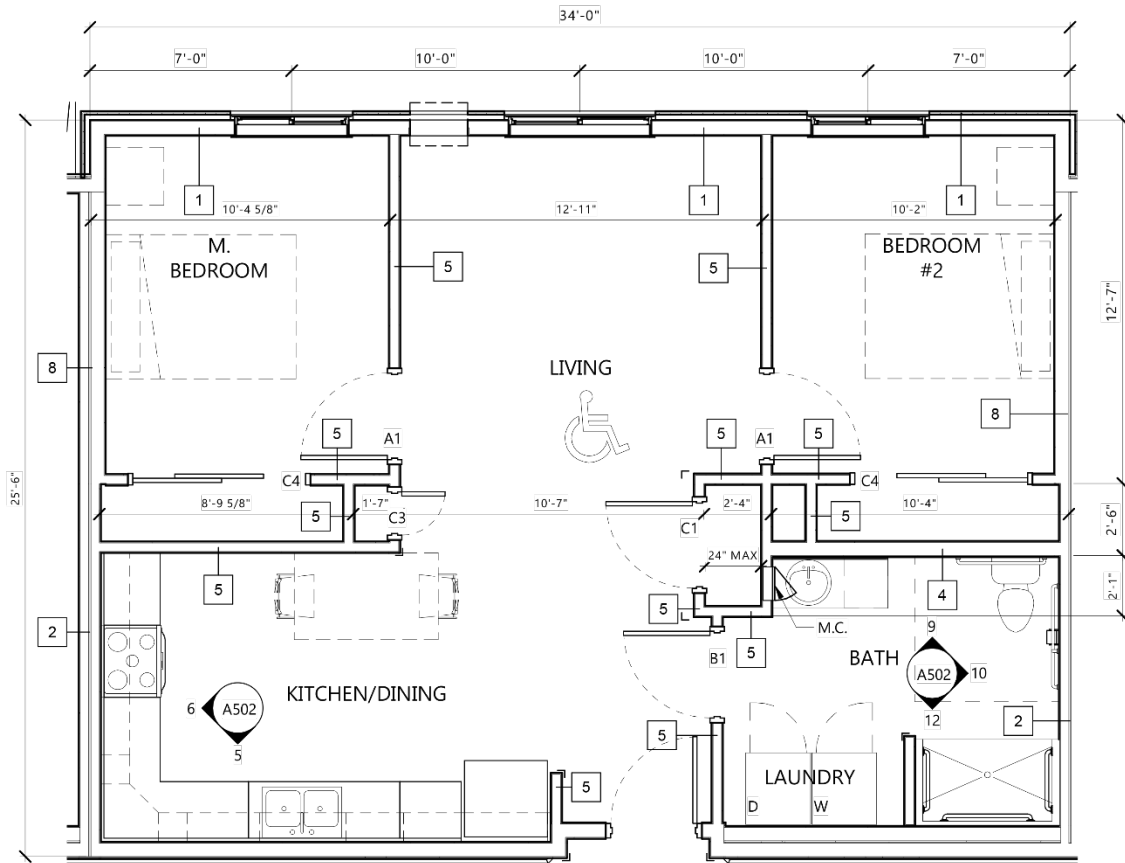 34'-0"
7'-0"
10'-0"
10'-0"
7'-0"
1
1
1
10'-4 5/8"
12'-11"
10'-2"
M.
BEDROOM
5
5
BEDROOM
#2
12'-7"
8
LIVING
8
A1
A1
5
5
5
C4
C4
25'-6"
8'-9 5/8"
1'-7"
10'-7"
2'-4"
10'-4"
5
C3
C1
5
2'-6"
24" MAX
5
4
2'-1"
2
5
M.C.
B1
5
BATH
9
A502
10
12
KITCHEN/DINING
6
A502
5
2
5
5
LAUNDRY
D
W